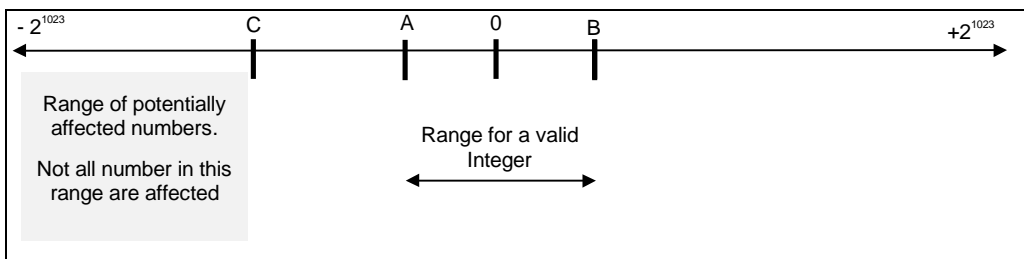 - 2^1023 C A 0 B +2^1023
Range of potentially
affected numbers.
Not all number in this
range are affected
Range for a valid
Integer